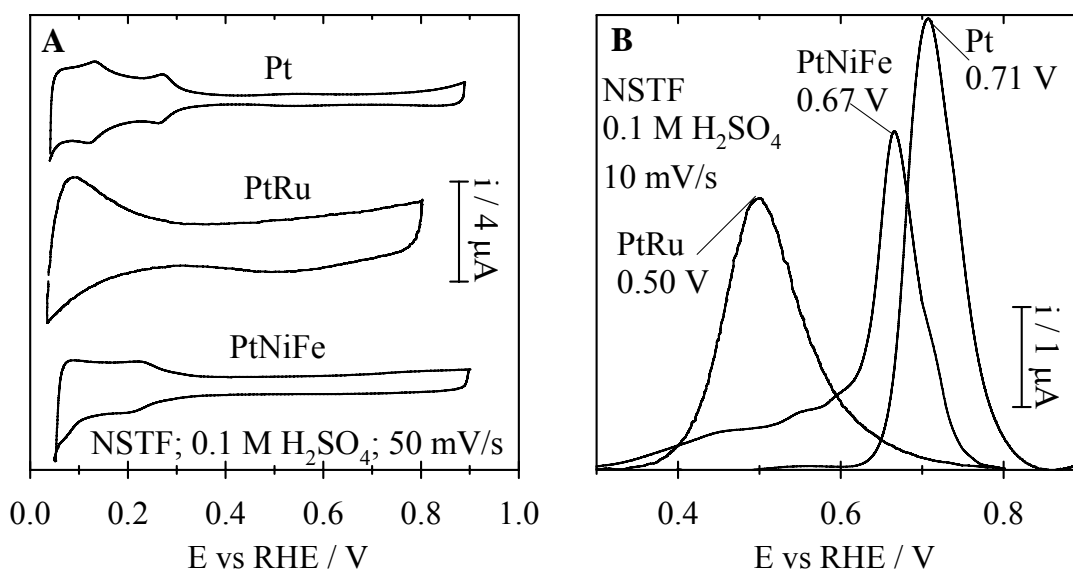 A
Pt
PtRu
i / 4 µA
PtNiFe
NSTF; 0.1 M H₂SO₄; 50 mV/s
0.0 0.2 0.4 0.6 0.8 1.0
E vs RHE / V
B
Pt
0.71 V
PtNiFe
0.67 V
NSTF
0.1 M H₂SO₄
10 mV/s
PtRu
0.50 V
i / 1 µA
0.4 0.6 0.8
E vs RHE / V